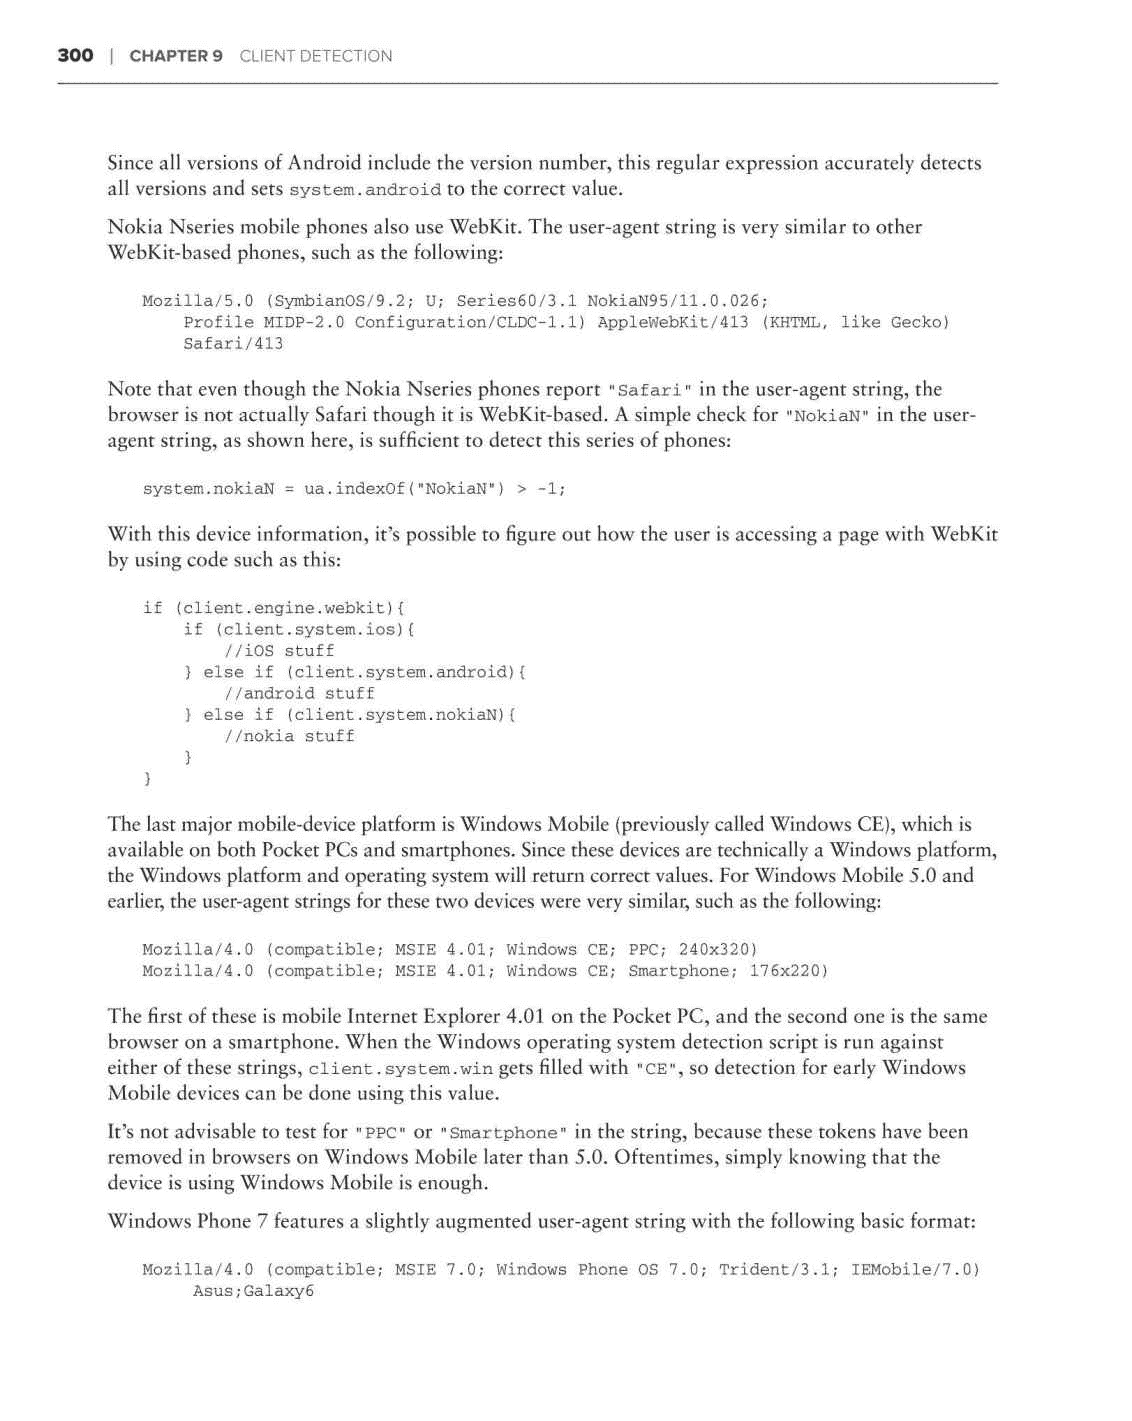 300 | CHAPTER 9 CLIENT DETECTION
Since all versions of Android include the version number, this regular expression accurately detects
all versions and sets system.android to the correct value.
Nokia Nseries mobile phones also use WebKit. The user-agent string is very similar to other
WebKit-based phones, such as the following:
Mozilla/5.0 (SymbianOS/9.2; U; Series60/3.1 NokiaN95/11.0.026;
Profile MIDP-2.0 Configuration/CLDC-1.1) AppleWebKit/413 (KHTML, like Gecko)
Safari/413
Note that even though the Nokia Nseries phones report "Safari" in the user-agent string, the
browser is not actually Safari though it is WebKit-based. A simple check for "NokiaN" in the user-
agent string, as shown here, is sufficient to detect this series of phones:
system.nokiaN = ua.indexOf("NokiaN") > -1;
With this device information, it’s possible to figure out how the user is accessing a page with WebKit
by using code such as this:
if (client.engine.webkit){
if (client.system.ios){
//iOS stuff
} else if (client.system.android){
//android stuff
} else if (client.system.nokiaN){
//nokia stuff
}
}
The last major mobile-device platform is Windows Mobile (previously called Windows CE), which is
available on both Pocket PCs and smartphones. Since these devices are technically a Windows platform,
the Windows platform and operating system will return correct values. For Windows Mobile 5.0 and
earlier, the user-agent strings for these two devices were very similar, such as the following:
Mozilla/4.0 (compatible; MSIE 4.01; Windows CE; PPC; 240x320)
Mozilla/4.0 (compatible; MSIE 4.01; Windows CE; Smartphone; 176x220)
The first of these is mobile Internet Explorer 4.01 on the Pocket PC, and the second one is the same
browser on a smartphone. When the Windows operating system detection script is run against
either of these strings, client.system.win gets filled with "CE", so detection for early Windows
Mobile devices can be done using this value.
It’s not advisable to test for "PPC" or "Smartphone" in the string, because these tokens have been
removed in browsers on Windows Mobile later than 5.0. Oftentimes, simply knowing that the
device is using Windows Mobile is enough.
Windows Phone 7 features a slightly augmented user-agent string with the following basic format:
Mozilla/4.0 (compatible; MSIE 7.0; Windows Phone OS 7.0; Trident/3.1; IEMobile/7.0)
Asus;Galaxy6